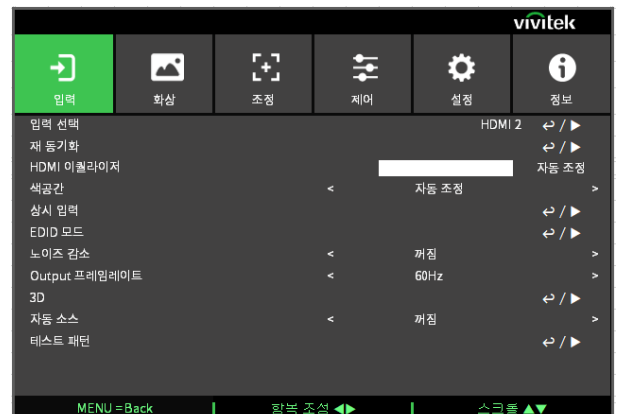 vivitek
입력 화상 조정 제어 설정 정보
입력 선택 HDMI 2 /
재 동기화 /
HDMI 이퀄라이저 자동 조정
색공간 < 자동 조정 >
상시 입력 /
EDID 모드 /
노이즈 감소 < 꺼짐 >
Output 프레임레이트 < 60Hz >
3D /
자동 소스 < 꺼짐 >
테스트 패턴 /
MENU =Back 항목 조성 스크롤